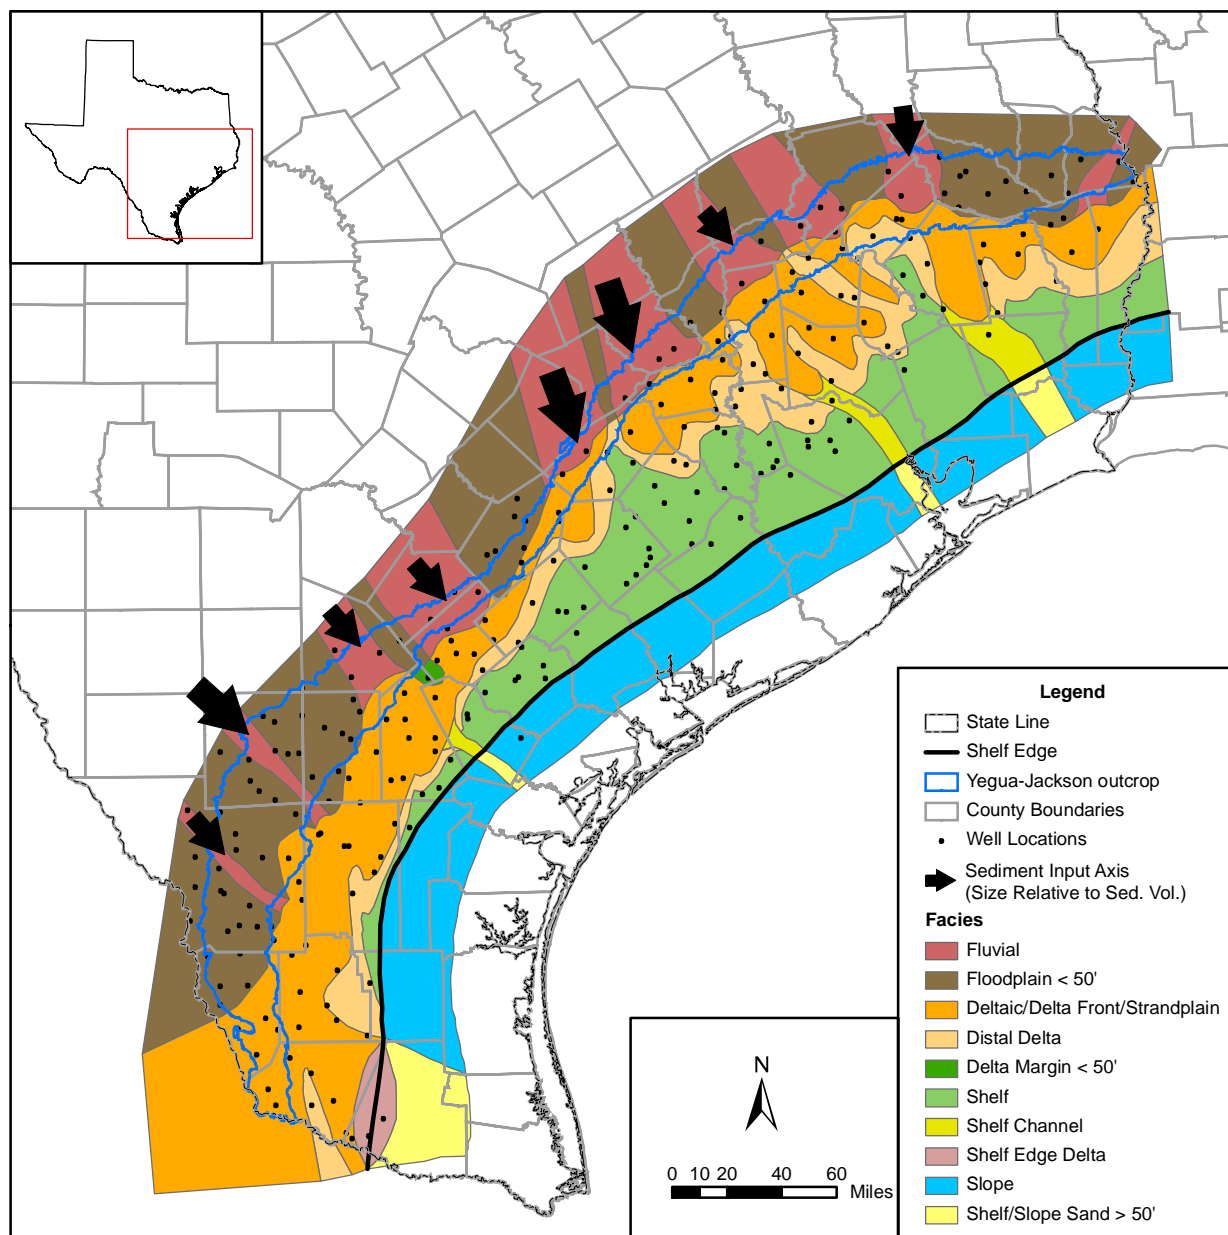 Legend
State Line
Shelf Edge
Yegua-Jackson outcrop
County Boundaries
Well Locations
Sediment Input Axis
(Size Relative to Sed. Vol.)
Facies
Fluvial
Floodplain < 50'
Deltaic/Delta Front/Strandplain
Distal Delta
Delta Margin < 50'
Shelf
Shelf Channel
Shelf Edge Delta
Slope
Shelf/Slope Sand > 50'
N
0 10 20 40 60
Miles